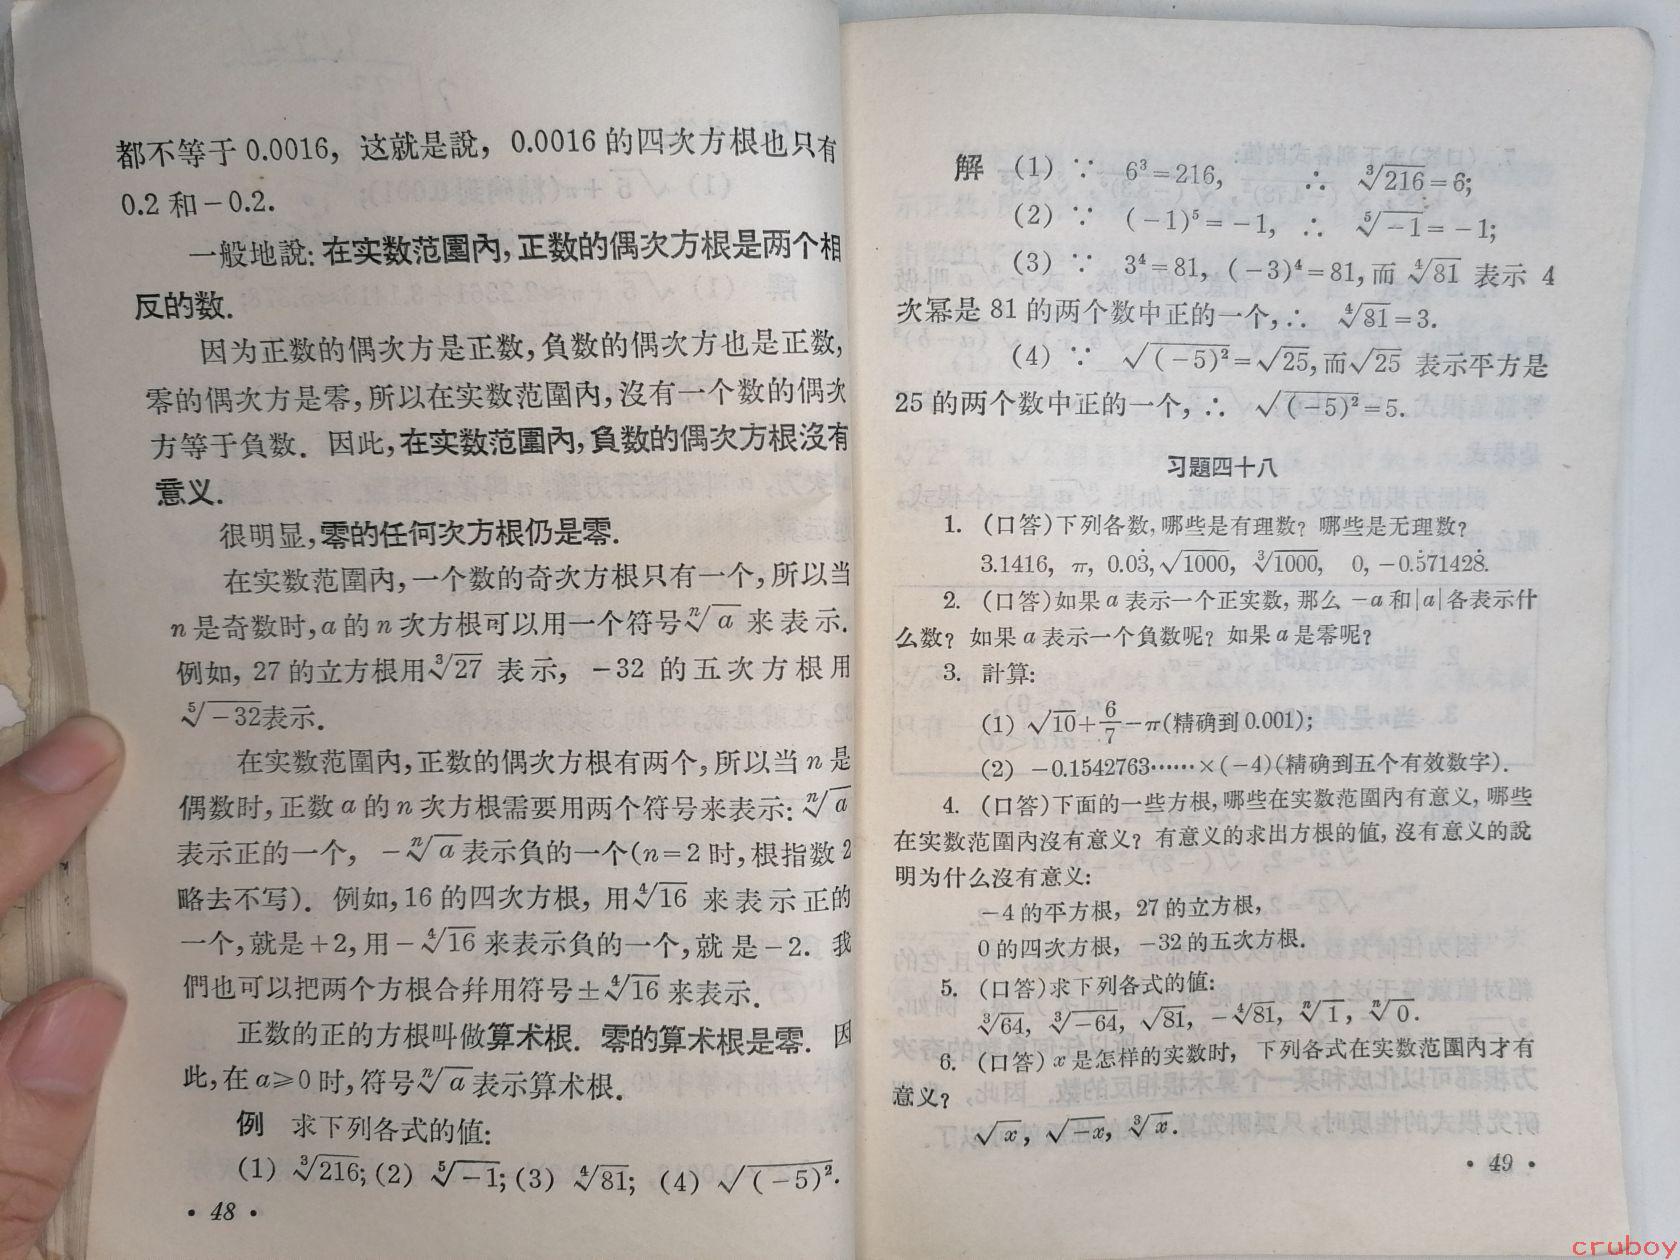 都不等于 0.0016，这就是說，0.0016 的四次方根也只有
0.2 和－0.2.
一般地說：在实数范圍內，正数的偶次方根是两个相
反的数.
因为正数的偶次方是正数，負数的偶次方也是正数，
零的偶次方是零，所以在实数范圍內，沒有一个数的偶次
方等于負数. 因此，在实数范圍內，負数的偶次方根沒有
意义.
很明显，零的任何次方根仍是零.
在实数范圍內，一个数的奇次方根只有一个，所以当
n 是奇数时，a 的 n 次方根可以用一个符号 ⁿ√a 来表示.
例如，27 的立方根用 ³√27 表示，－32 的五次方根用
⁵√－32表示.
在实数范圍內，正数的偶次方根有两个，所以当 n 是
偶数时，正数 a 的 n 次方根需要用两个符号来表示：ⁿ√a
表示正的一个，－ⁿ√a 表示負的一个(n＝2 时，根指数 2
略去不写). 例如，16 的四次方根，用 ⁴√16 来表示正的
一个，就是＋2，用－⁴√16 来表示負的一个，就是－2. 我
們也可以把两个方根合幷用符号±⁴√16 来表示.
正数的正的方根叫做算术根. 零的算术根是零. 因
此，在 a⩾0 时，符号 ⁿ√a 表示算术根.
例 求下列各式的值：
(1) ³√216; (2) ⁵√－1; (3) ⁴√81; (4) √(－5)².
• 48 •
解 (1) ∵ 6³＝216, ∴ ³√216＝6;
(2) ∵ (－1)⁵＝－1, ∴ ⁵√－1＝－1;
(3) ∵ 3⁴＝81, (－3)⁴＝81, 而 ⁴√81 表示 4
次冪是 81 的两个数中正的一个，∴ ⁴√81＝3.
(4) ∵ √(－5)²＝√25, 而√25 表示平方是
25 的两个数中正的一个，∴ √(－5)²＝5.
习題四十八
1. (口答)下列各数，哪些是有理数？哪些是无理数？
3.1416, π, 0.03̇, √1000, ³√1000, 0, －0.5̇71428̇.
2. (口答)如果 a 表示一个正实数，那么 －a 和|a|各表示什
么数？如果 a 表示一个負数呢？如果 a 是零呢？
3. 計算：
(1) √10＋6/7－π(精确到 0.001);
(2) －0.1542763……×(－4)(精确到五个有效数字).
4. (口答)下面的一些方根，哪些在实数范圍內有意义，哪些
在实数范圍內沒有意义？有意义的求出方根的值，沒有意义的說
明为什么沒有意义：
－4 的平方根，27 的立方根，
0 的四次方根，－32 的五次方根.
5. (口答)求下列各式的值：
³√64, ³√－64, √81, －⁴√81, ⁿ√1, ⁿ√0.
6. (口答) x 是怎样的实数时，下列各式在实数范圍內才有
意义？
√x, √－x, ³√x.
• 49 •
cruboy